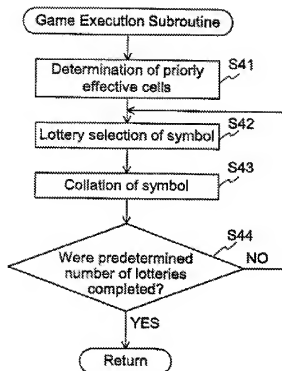 Game Execution Subroutine
S41
Determination of priorly
effective cells
S42
Lottery selection of symbol
S43
Collation of symbol
S44
Were predetermined
number of lotteries
completed?
NO
YES
Return